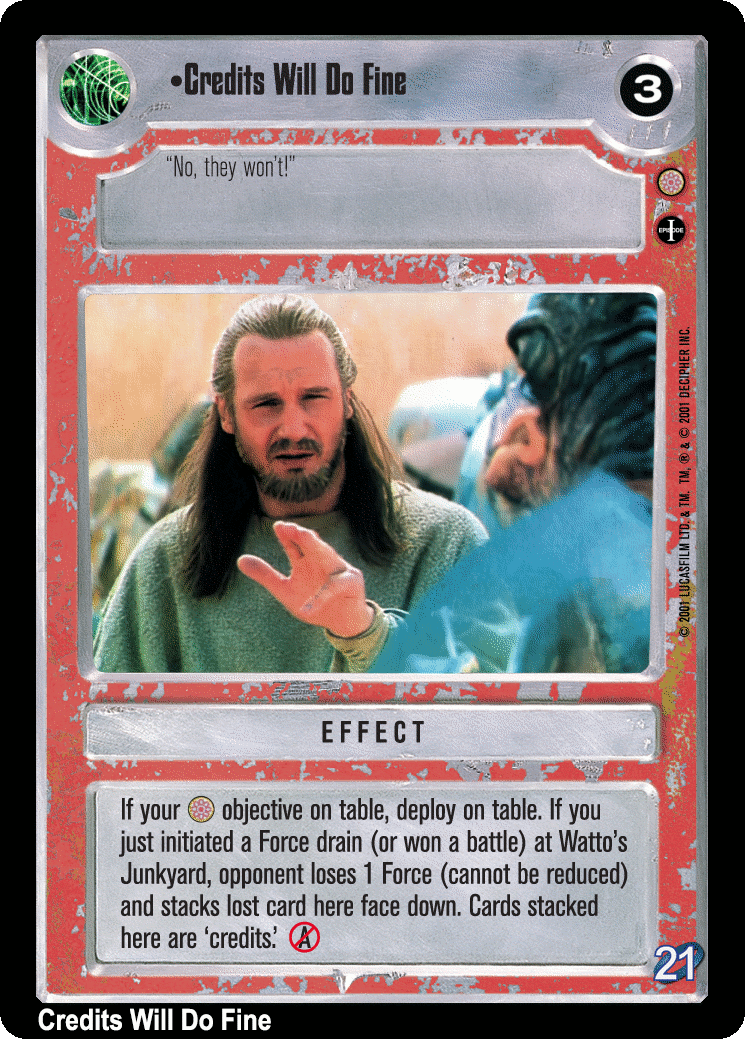 •Credits Will Do Fine
3
“No, they won’t!”
EPISODE
I
© 2001 LUCASFILM LTD. & TM. TM, ® & © 2001 DECIPHER INC.
EFFECT
If your objective on table, deploy on table. If you
just initiated a Force drain (or won a battle) at Watto’s
Junkyard, opponent loses 1 Force (cannot be reduced)
and stacks lost card here face down. Cards stacked
here are ‘credits.’ A
21
Credits Will Do Fine